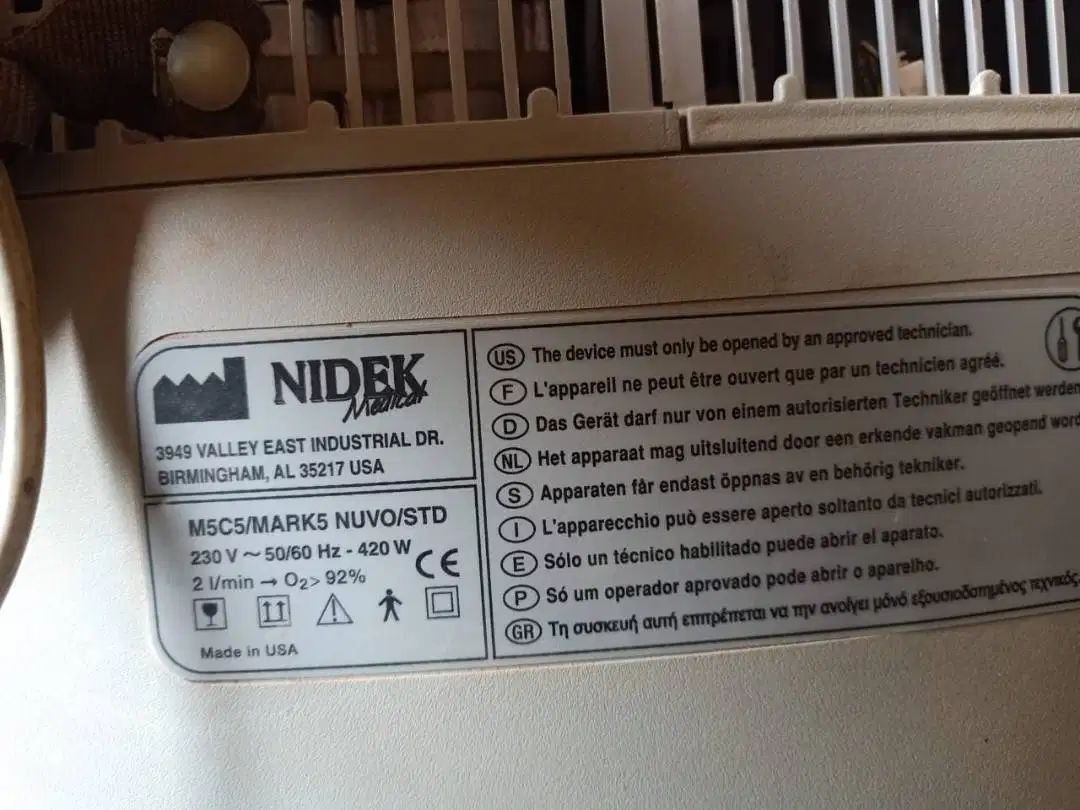 NIDEK
Medical
3949 VALLEY EAST INDUSTRIAL DR.
BIRMINGHAM, AL 35217 USA
M5C5/MARK5 NUVO/STD
230 V ~ 50/60 Hz - 420 W
CE
2 l/min → O₂> 92%
Made in USA
US The device must only be opened by an approved technician.
F L'appareil ne peut être ouvert que par un technicien agréé.
D Das Gerät darf nur von einem autorisierten Techniker geöffnet werden
NL Het apparaat mag uitsluitend door een erkende vakman geopend word
S Apparaten får endast öppnas av en behörig tekniker.
I L'apparecchio può essere aperto soltanto da tecnici autorizzati.
E Sólo un técnico habilitado puede abrir el aparato.
P Só um operador aprovado pode abrir o aparelho.
GR Τη συσκευή αυτή επιτρέπεται να την ανοίγει μόνο εξουσιοδοτημένος τεχνικός.